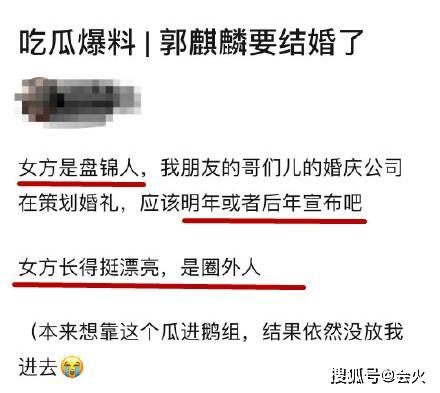 吃瓜爆料 | 郭麒麟要结婚了
女方是盘锦人，我朋友的哥们儿的婚庆公司
在策划婚礼，应该明年或者后年宣布吧
女方长得挺漂亮，是圈外人
（本来想靠这个瓜进鹅组，结果依然没放我
进去😭
搜狐号@会火